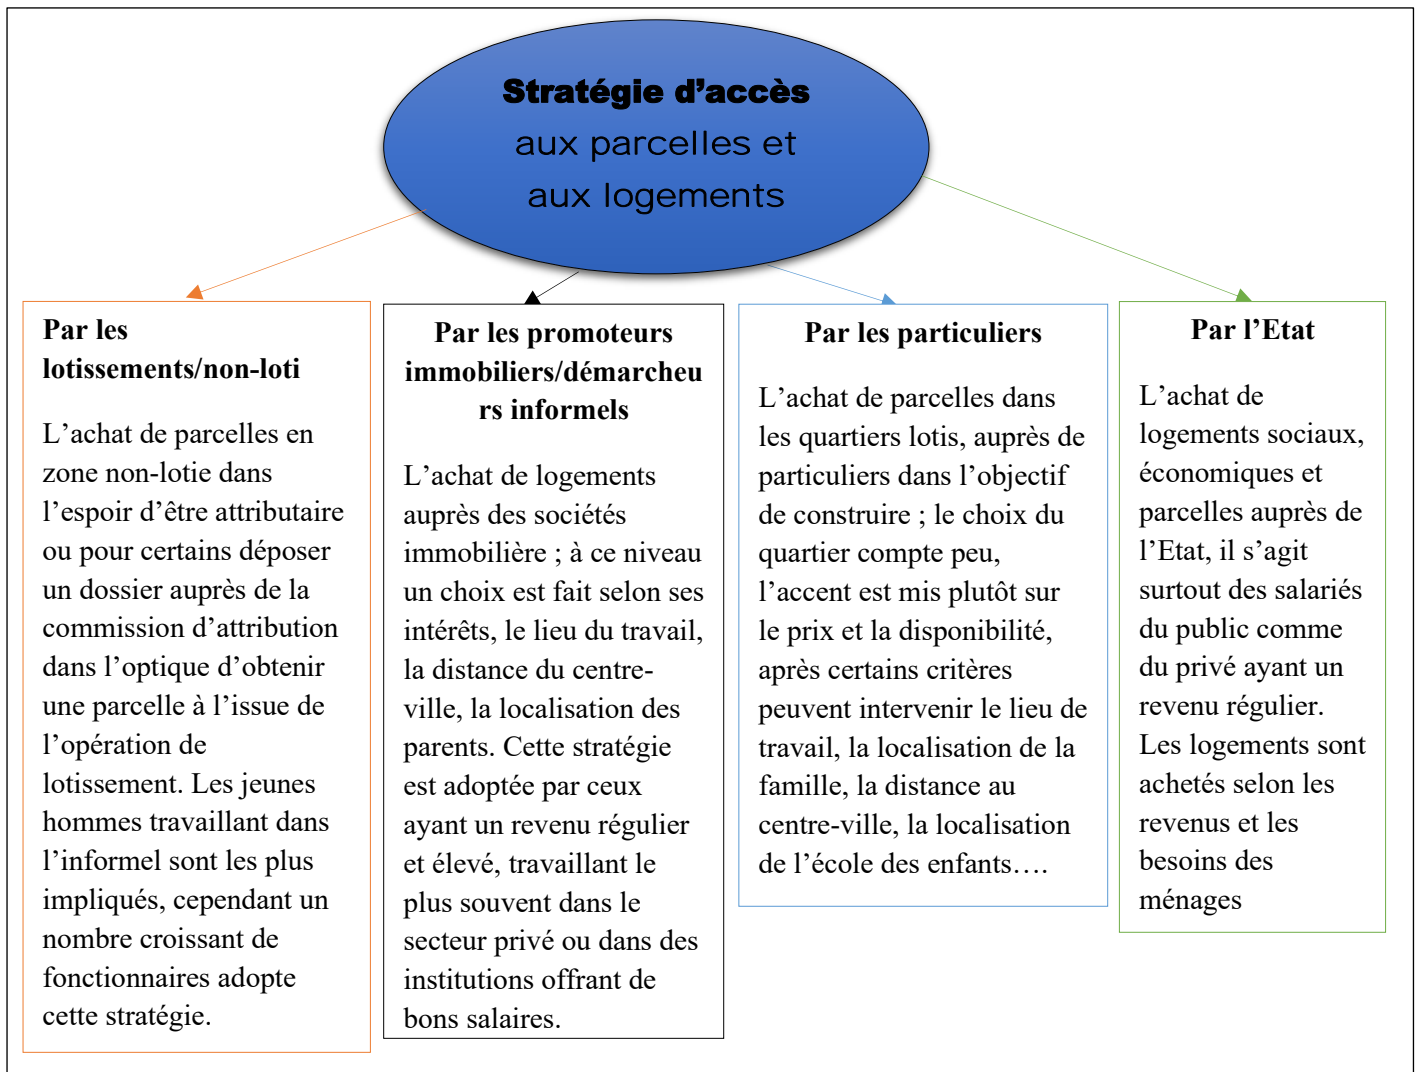 Stratégie d’accès
aux parcelles et
aux logements
Par les
lotissements/non-loti
L’achat de parcelles en
zone non-lotie dans
l’espoir d’être attributaire
ou pour certains déposer
un dossier auprès de la
commission d’attribution
dans l’optique d’obtenir
une parcelle à l’issue de
l’opération de
lotissement. Les jeunes
hommes travaillant dans
l’informel sont les plus
impliqués, cependant un
nombre croissant de
fonctionnaires adopte
cette stratégie.
Par les promoteurs
immobiliers/démarcheu
rs informels
L’achat de logements
auprès des sociétés
immobilière ; à ce niveau
un choix est fait selon ses
intérêts, le lieu du travail,
la distance du centre-
ville, la localisation des
parents. Cette stratégie
est adoptée par ceux
ayant un revenu régulier
et élevé, travaillant le
plus souvent dans le
secteur privé ou dans des
institutions offrant de
bons salaires.
Par les particuliers
L’achat de parcelles dans
les quartiers lotis, auprès de
particuliers dans l’objectif
de construire ; le choix du
quartier compte peu,
l’accent est mis plutôt sur
le prix et la disponibilité,
après certains critères
peuvent intervenir le lieu de
travail, la localisation de la
famille, la distance au
centre-ville, la localisation
de l’école des enfants….
Par l’Etat
L’achat de
logements sociaux,
économiques et
parcelles auprès de
l’Etat, il s’agit
surtout des salariés
du public comme
du privé ayant un
revenu régulier.
Les logements sont
achetés selon les
revenus et les
besoins des
ménages